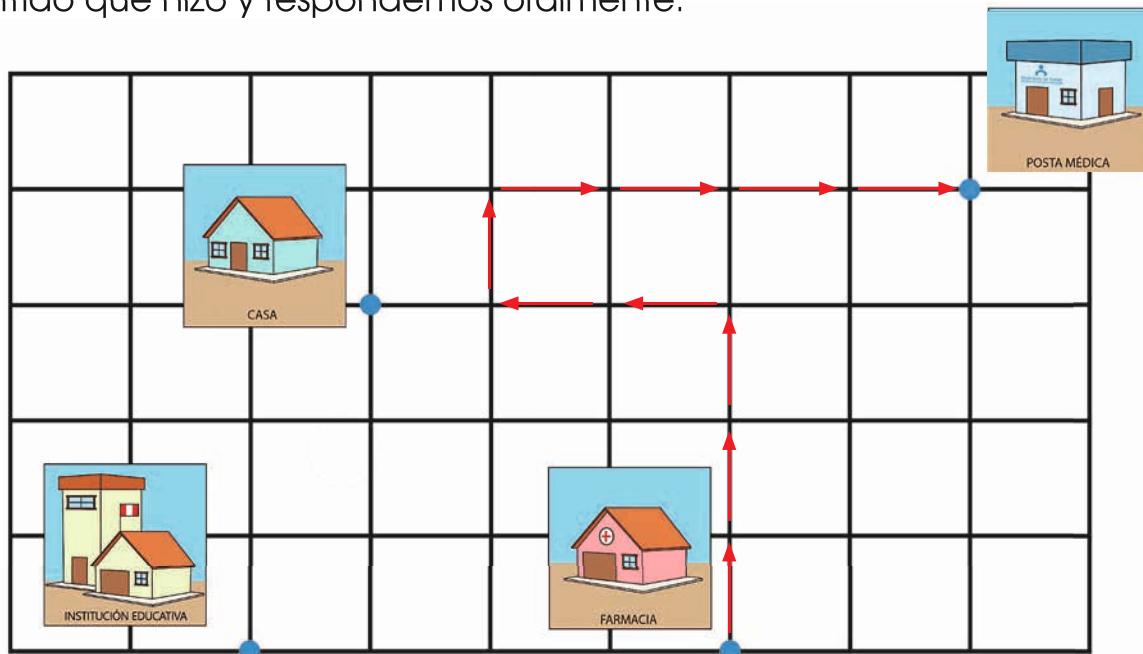 que hizo y respondemos oralmente.
POSTA MÉDICA
CASA
INSTITUCIÓN EDUCATIVA
FARMACIA